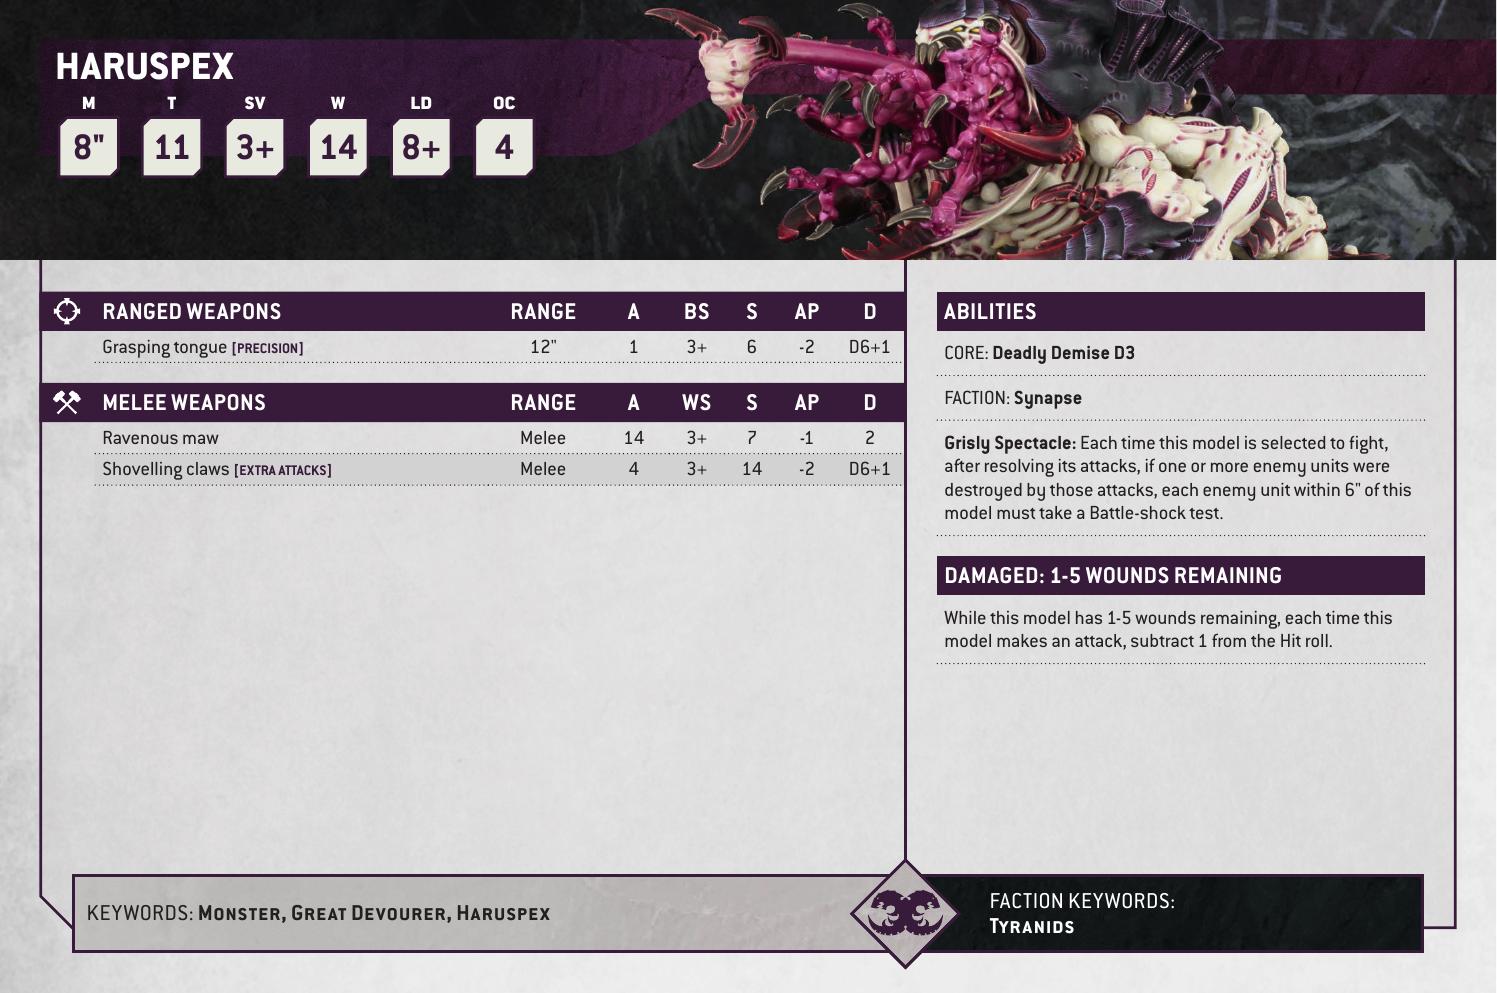 HARUSPEX
M T SV W LD OC
8" 11 3+ 14 8+ 4
RANGED WEAPONS RANGE A BS S AP D
Grasping tongue [PRECISION] 12" 1 3+ 6 -2 D6+1
MELEE WEAPONS RANGE A WS S AP D
Ravenous maw Melee 14 3+ 7 -1 2
Shovelling claws [EXTRA ATTACKS] Melee 4 3+ 14 -2 D6+1
ABILITIES
CORE: Deadly Demise D3
FACTION: Synapse
Grisly Spectacle: Each time this model is selected to fight,
after resolving its attacks, if one or more enemy units were
destroyed by those attacks, each enemy unit within 6" of this
model must take a Battle-shock test.
DAMAGED: 1-5 WOUNDS REMAINING
While this model has 1-5 wounds remaining, each time this
model makes an attack, subtract 1 from the Hit roll.
KEYWORDS: MONSTER, GREAT DEVOURER, HARUSPEX
FACTION KEYWORDS:
TYRANIDS